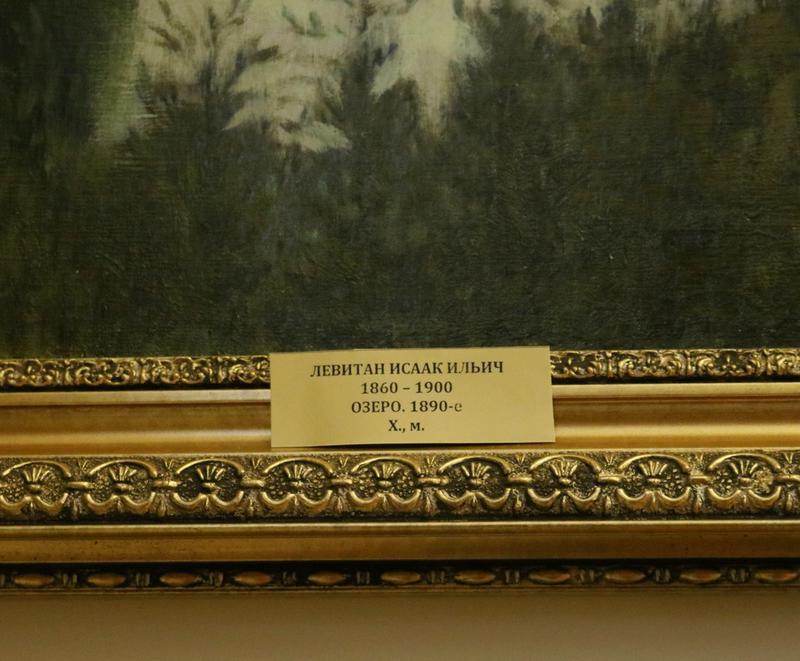 ЛЕВИТАН ИСААК ИЛЬИЧ
1860 – 1900
ОЗЕРО. 1890-е
Х., м.